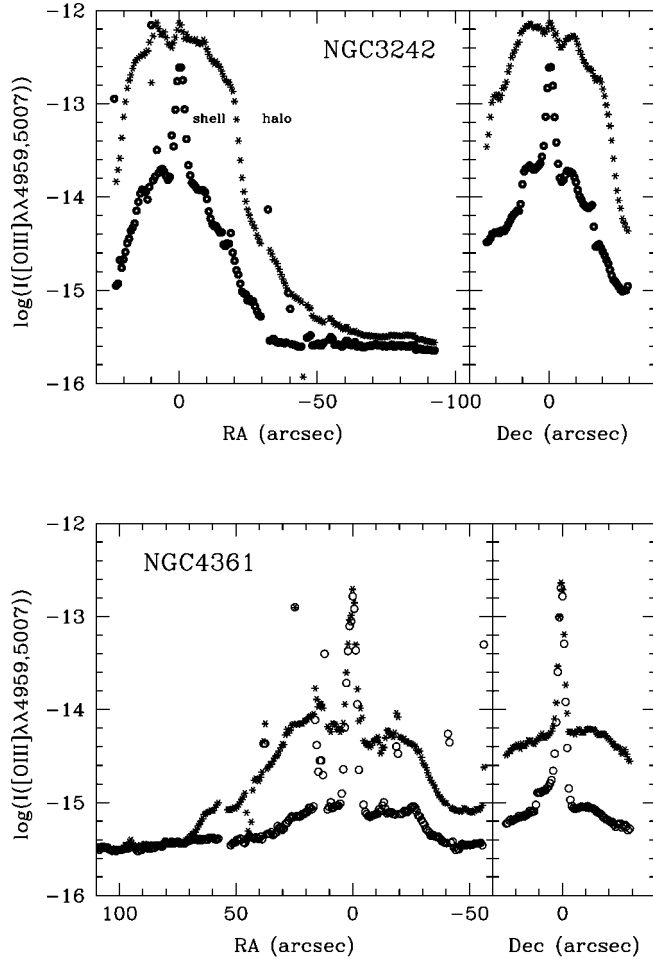 NGC3242
shell
halo
log(I([OIII]λλ4959,5007))
-12
-13
-14
-15
-16
0
-50
-100
0
RA (arcsec)
Dec (arcsec)
NGC4361
log(I([OIII]λλ4959,5007))
-12
-13
-14
-15
-16
100
50
0
-50
0
RA (arcsec)
Dec (arcsec)